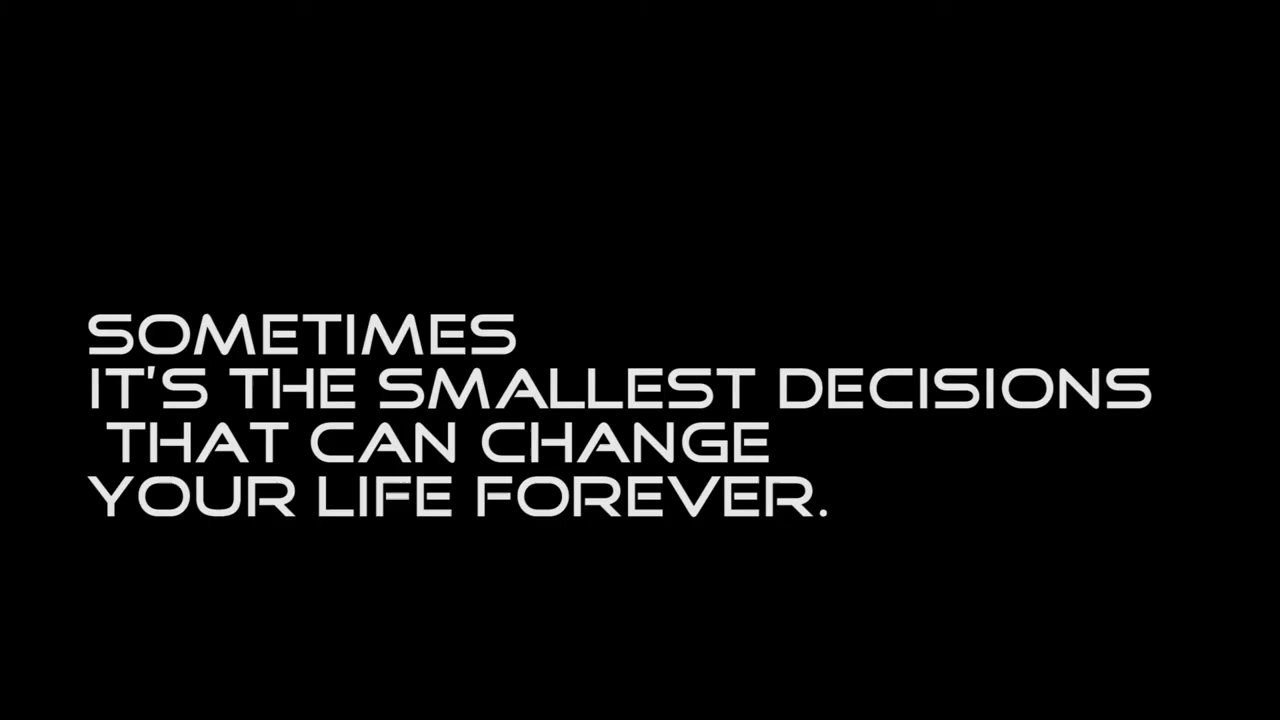 SOMETIMES
IT'S THE SMALLEST DECISIONS
THAT CAN CHANGE
YOUR LIFE FOREVER.